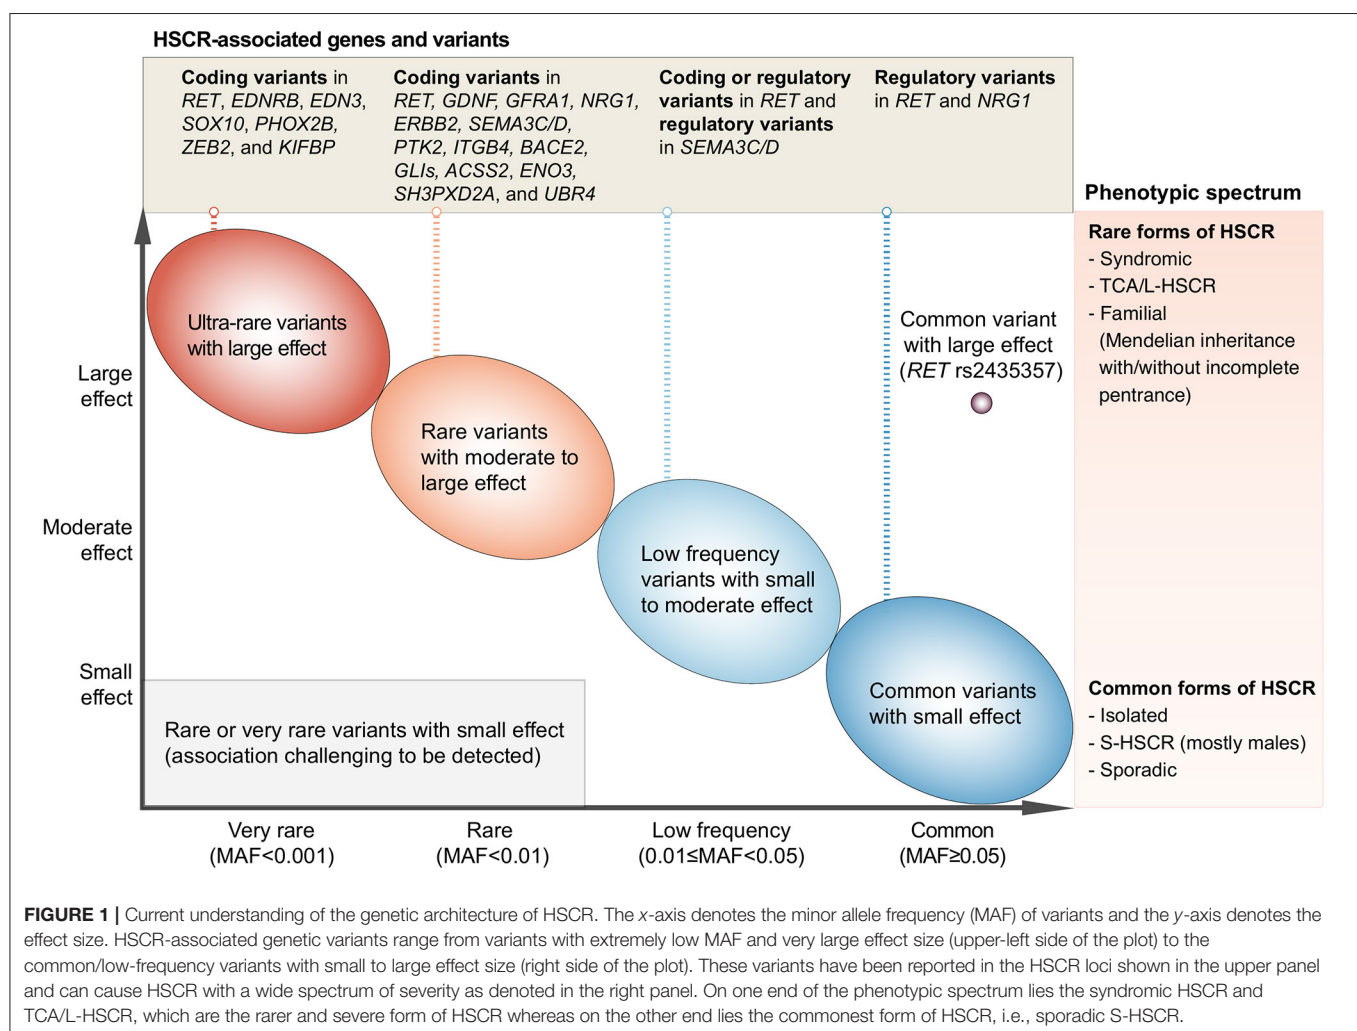 HSCR-associated genes and variants
Coding variants in
RET, EDNRB, EDN3,
SOX10, PHOX2B,
ZEB2, and KIFBP
Coding variants in
RET, GDNF, GFRA1, NRG1,
ERBB2, SEMA3C/D,
PTK2, ITGB4, BACE2,
GLIs, ACSS2, ENO3,
SH3PXD2A, and UBR4
Coding or regulatory
variants in RET and
regulatory variants
in SEMA3C/D
Regulatory variants
in RET and NRG1
Phenotypic spectrum
Rare forms of HSCR
- Syndromic
- TCA/L-HSCR
- Familial
(Mendelian inheritance
with/without incomplete
pentrance)
Common forms of HSCR
- Isolated
- S-HSCR (mostly males)
- Sporadic
Large
effect
Moderate
effect
Small
effect
Ultra-rare variants
with large effect
Rare variants
with moderate to
large effect
Low frequency
variants with small
to moderate effect
Common variants
with small effect
Common variant
with large effect
(RET rs2435357)
Rare or very rare variants with small effect
(association challenging to be detected)
Very rare
(MAF<0.001)
Rare
(MAF<0.01)
Low frequency
(0.01≤MAF<0.05)
Common
(MAF≥0.05)
FIGURE 1 | Current understanding of the genetic architecture of HSCR. The x-axis denotes the minor allele frequency (MAF) of variants and the y-axis denotes the
effect size. HSCR-associated genetic variants range from variants with extremely low MAF and very large effect size (upper-left side of the plot) to the
common/low-frequency variants with small to large effect size (right side of the plot). These variants have been reported in the HSCR loci shown in the upper panel
and can cause HSCR with a wide spectrum of severity as denoted in the right panel. On one end of the phenotypic spectrum lies the syndromic HSCR and
TCA/L-HSCR, which are the rarer and severe form of HSCR whereas on the other end lies the commonest form of HSCR, i.e., sporadic S-HSCR.